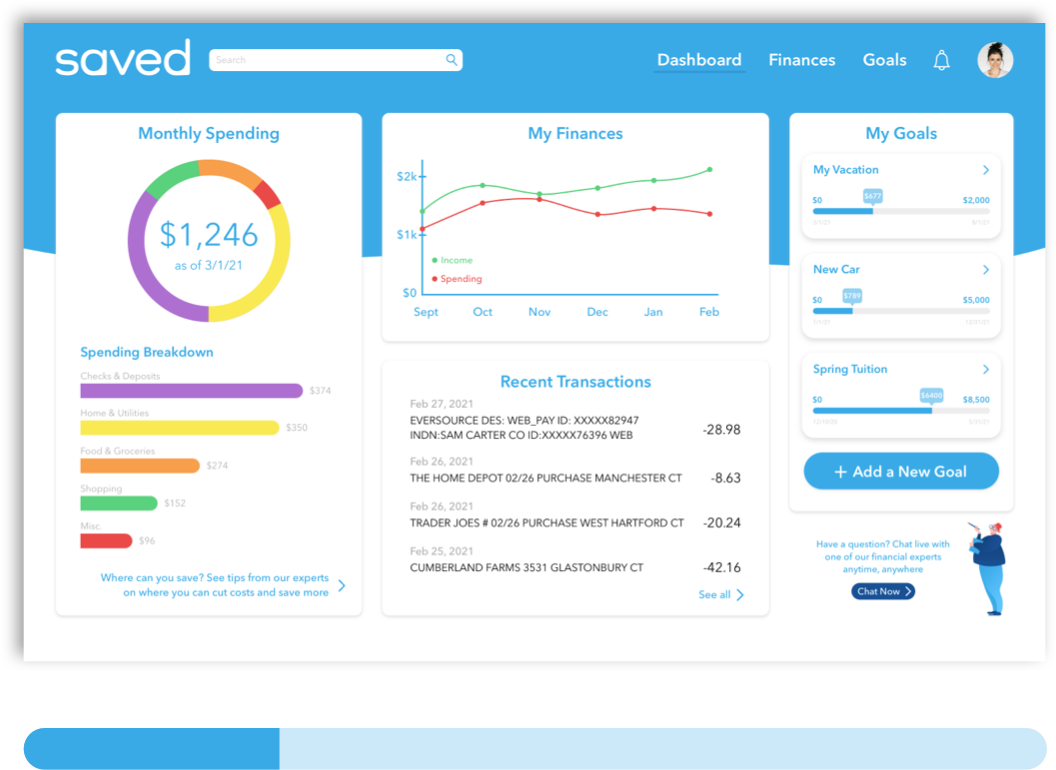 saved
Search
Dashboard
Finances
Goals
Monthly Spending
$1,246
as of 3/1/21
Spending Breakdown
Checks & Deposits
$374
Home & Utilities
$350
Food & Groceries
$274
Shopping
$152
Misc.
$96
Where can you save? See tips from our experts
on where you can cut costs and save more
My Finances
$2k
$1k
$0
Income
Spending
Sept Oct Nov Dec Jan Feb
Recent Transactions
Feb 27, 2021
EVERSOURCE DES: WEB_PAY ID: XXXXX82947
INDN:SAM CARTER CO ID:XXXXX76396 WEB
-28.98
Feb 26, 2021
THE HOME DEPOT 02/26 PURCHASE MANCHESTER CT -8.63
Feb 26, 2021
TRADER JOES # 02/26 PURCHASE WEST HARTFORD CT -20.24
Feb 25, 2021
CUMBERLAND FARMS 3531 GLASTONBURY CT -42.16
See all
My Goals
My Vacation
$677
$0 $2,000
New Car
$789
$0 $5,000
Spring Tuition
$6400
$0 $8,500
+ Add a New Goal
Have a question? Chat live with
one of our financial experts
anytime, anywhere
Chat Now